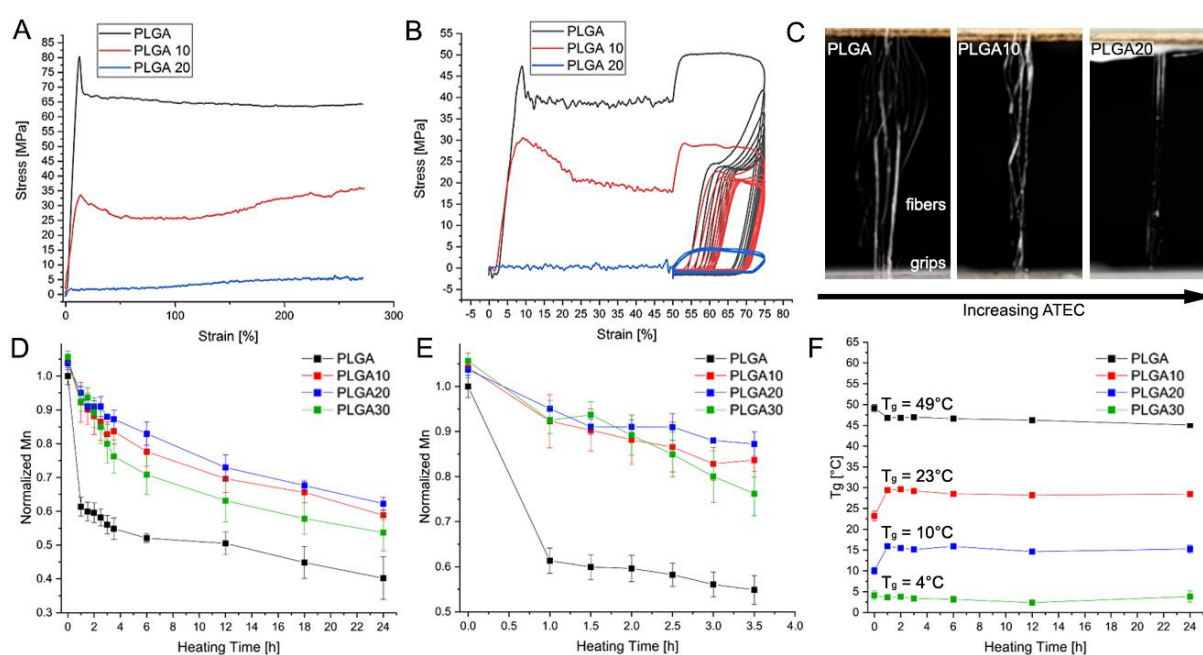 A
PLGA
PLGA 10
PLGA 20
Stress [MPa]
85
80
75
70
65
60
55
50
45
40
35
30
25
20
15
10
5
0
0 100 200 300
Strain [%]
B
PLGA
PLGA 10
PLGA 20
Stress [MPa]
55
50
45
40
35
30
25
20
15
10
5
0
-5
-5 0 5 10 15 20 25 30 35 40 45 50 55 60 65 70 75
Strain [%]
C
PLGA
PLGA10
PLGA20
fibers
grips
Increasing ATEC
D
PLGA
PLGA10
PLGA20
PLGA30
Normalized Mn
1.0
0.9
0.8
0.7
0.6
0.5
0.4
0.3
0 2 4 6 8 10 12 14 16 18 20 22 24
Heating Time [h]
E
PLGA
PLGA10
PLGA20
PLGA30
Normalized Mn
1.0
0.9
0.8
0.7
0.6
0.5
0.0 0.5 1.0 1.5 2.0 2.5 3.0 3.5 4.0
Heating Time [h]
F
PLGA
PLGA10
PLGA20
PLGA30
Tg [°C]
65
60
55
50
45
40
35
30
25
20
15
10
5
0
Tg = 49°C
Tg = 23°C
Tg = 10°C
Tg = 4°C
0 2 4 6 8 10 12 14 16 18 20 22 24
Heating Time [h]